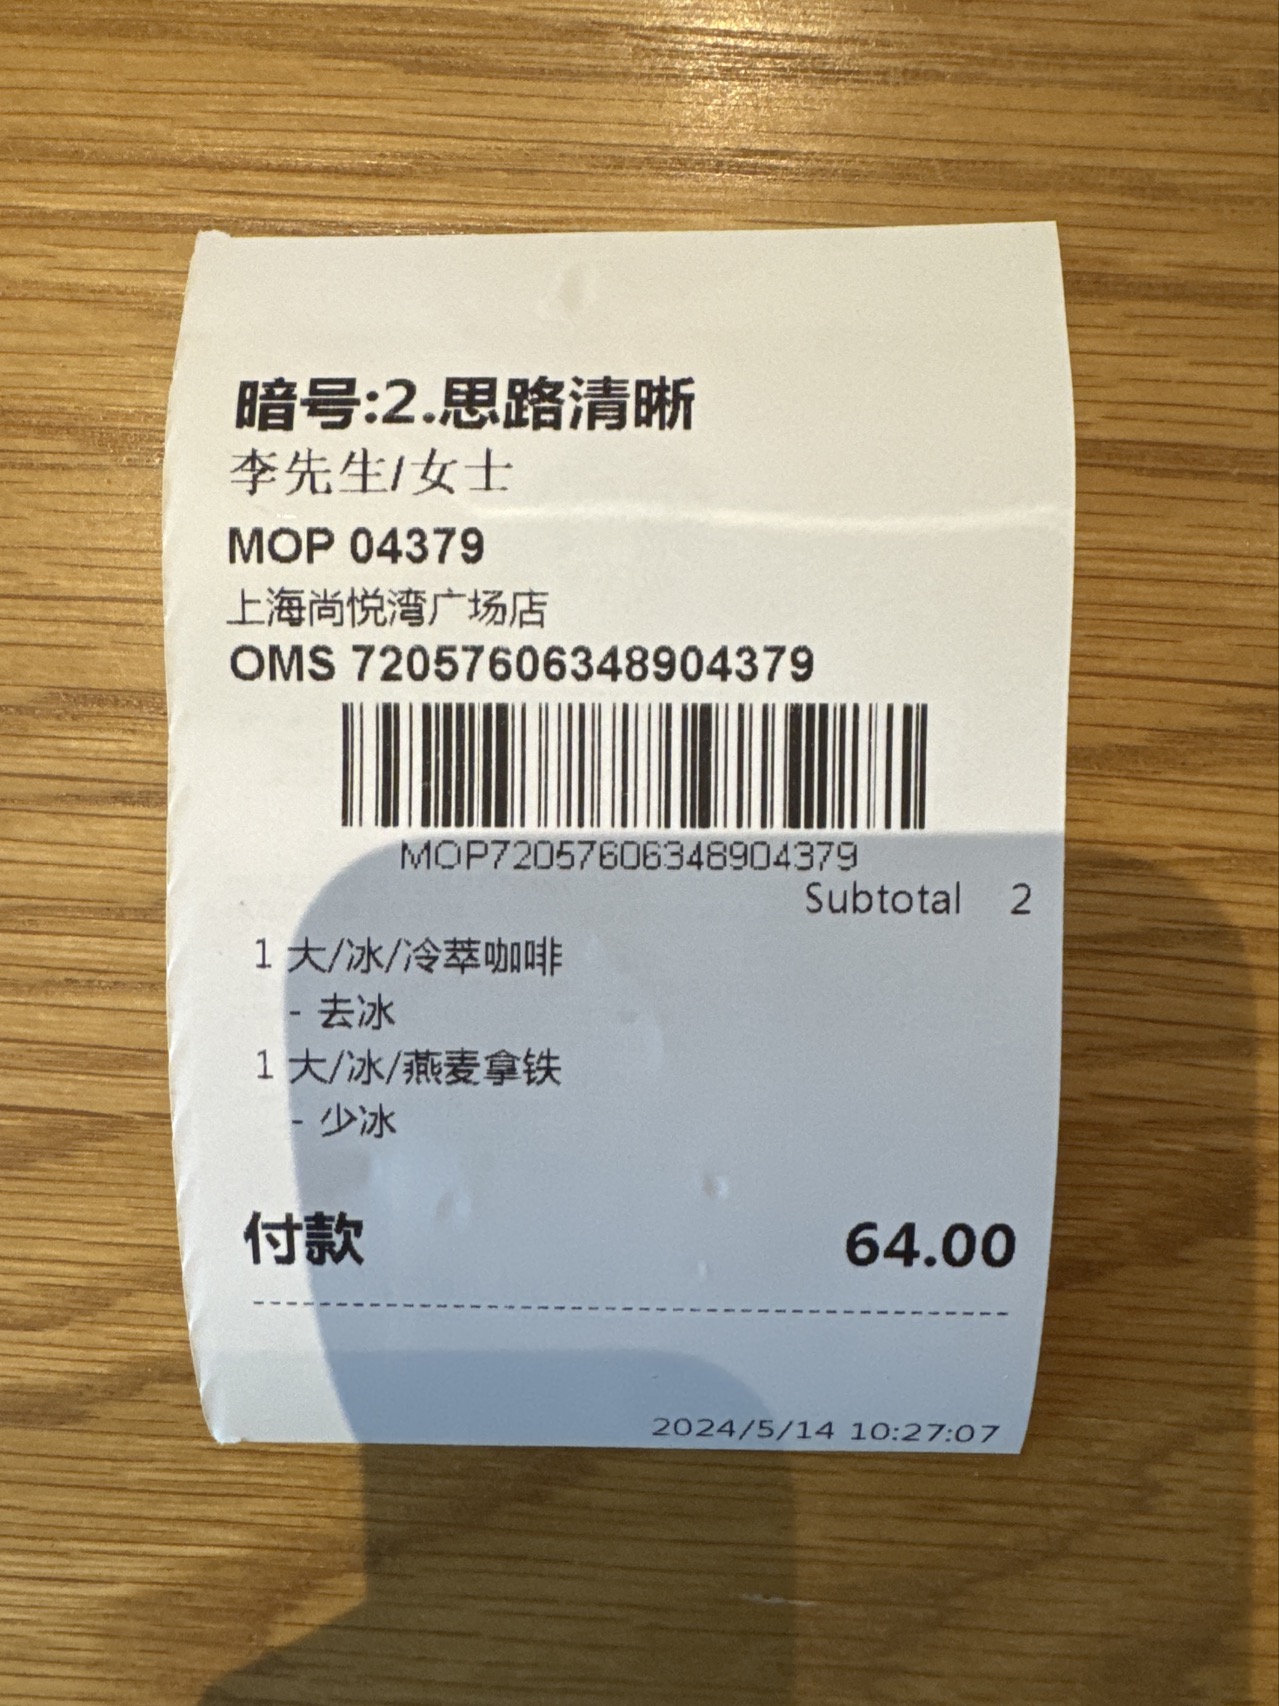 暗号:2.思路清晰
李先生/女士
MOP 04379
上海尚悦湾广场店
OMS 72057606348904379
MOP72057606348904379
Subtotal 2
1 大/冰/冷萃咖啡
- 去冰
1 大/冰/燕麦拿铁
- 少冰
付款 64.00
2024/5/14 10:27:07